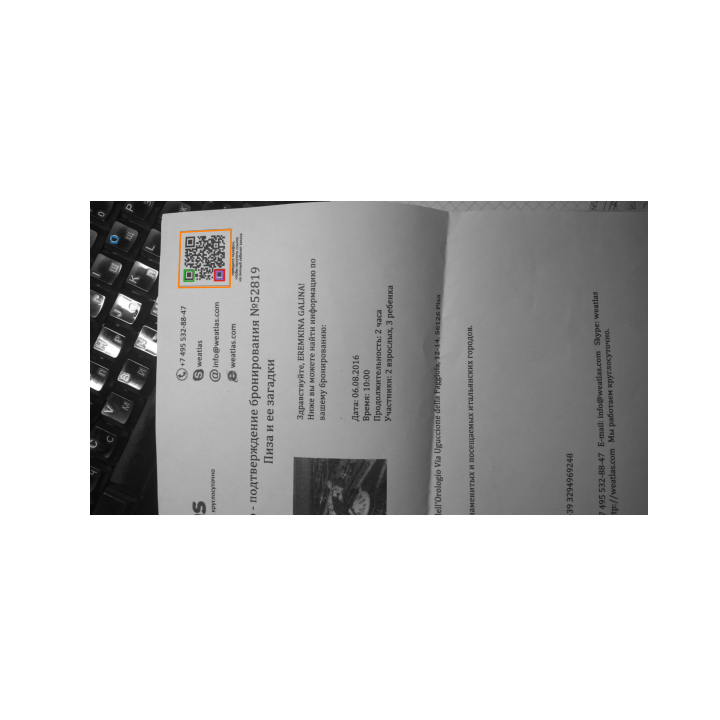 +7 495 532-88-47
weatlas
@ info@weatlas.com
weatlas.com
круглосуточно
- подтверждение бронирования №52819
Пиза и ее загадки
Здравствуйте, EREMKINA GALINA!
Ниже вы можете найти информацию по
вашему бронированию:
Дата: 06.08.2016
Время: 10:00
Продолжительность: 2 часа
Участники: 2 взрослых, 3 ребенка
dell'Orologio Via Uguccione della Faggiola, 12-14, 56126 Pisa
наменитых и посещаемых итальянских городов.
39 3294969248
7 495 532-88-47 E-mail: info@weatlas.com Skype: weatlas
ttp://weatlas.com Мы работаем круглосуточно.